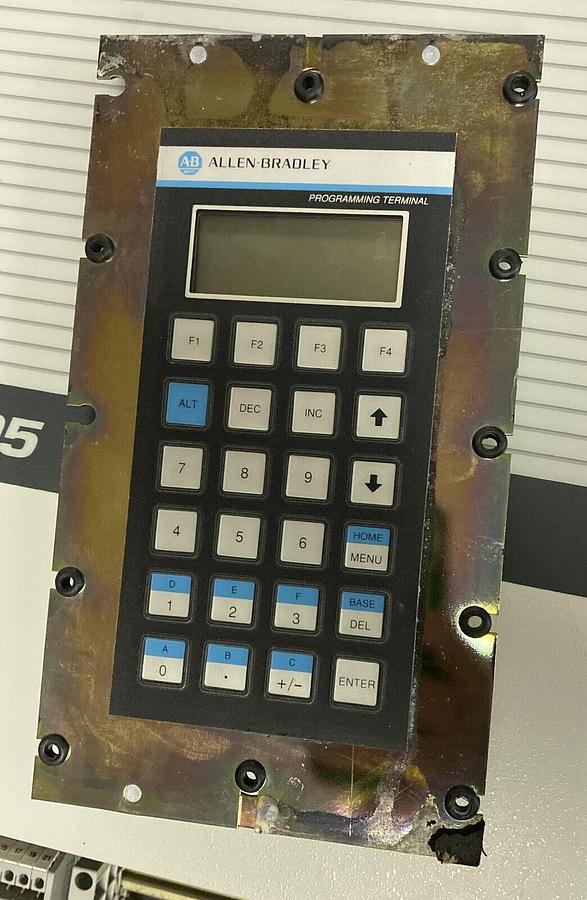 AB ALLEN-BRADLEY
PROGRAMMING TERMINAL
F1 F2 F3 F4
ALT DEC INC ↑
7 8 9 ↓
4 5 6 HOME MENU
D 1 E 2 F 3 BASE DEL
A 0 B . C +/- ENTER
05